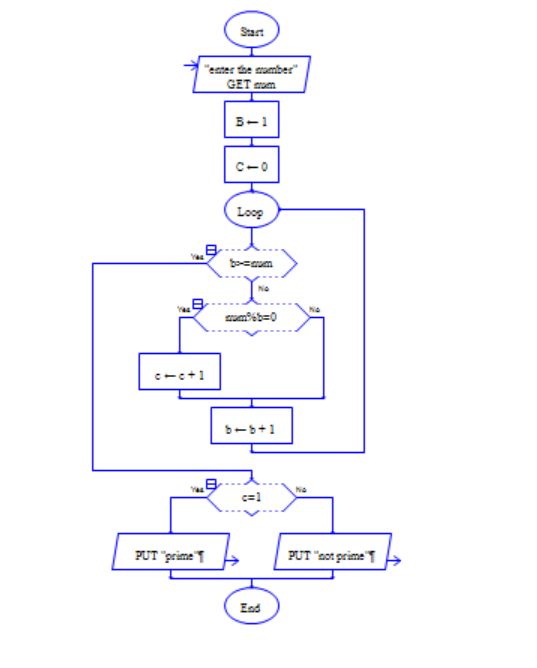 Start
"enter the number"
GET num
B ← 1
C ← 0
Loop
b>=num
Yes
No
num%b=0
Yes
No
c ← c + 1
b ← b + 1
c=1
Yes
No
PUT "prime"¶
PUT "not prime"¶
End